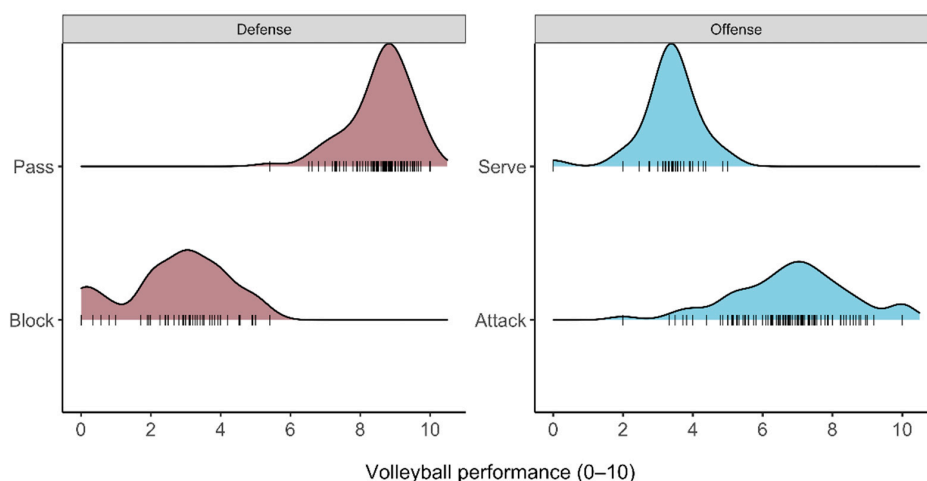 Defense
Offense
Pass
Serve
Block
Attack
0 2 4 6 8 10
0 2 4 6 8 10
Volleyball performance (0–10)